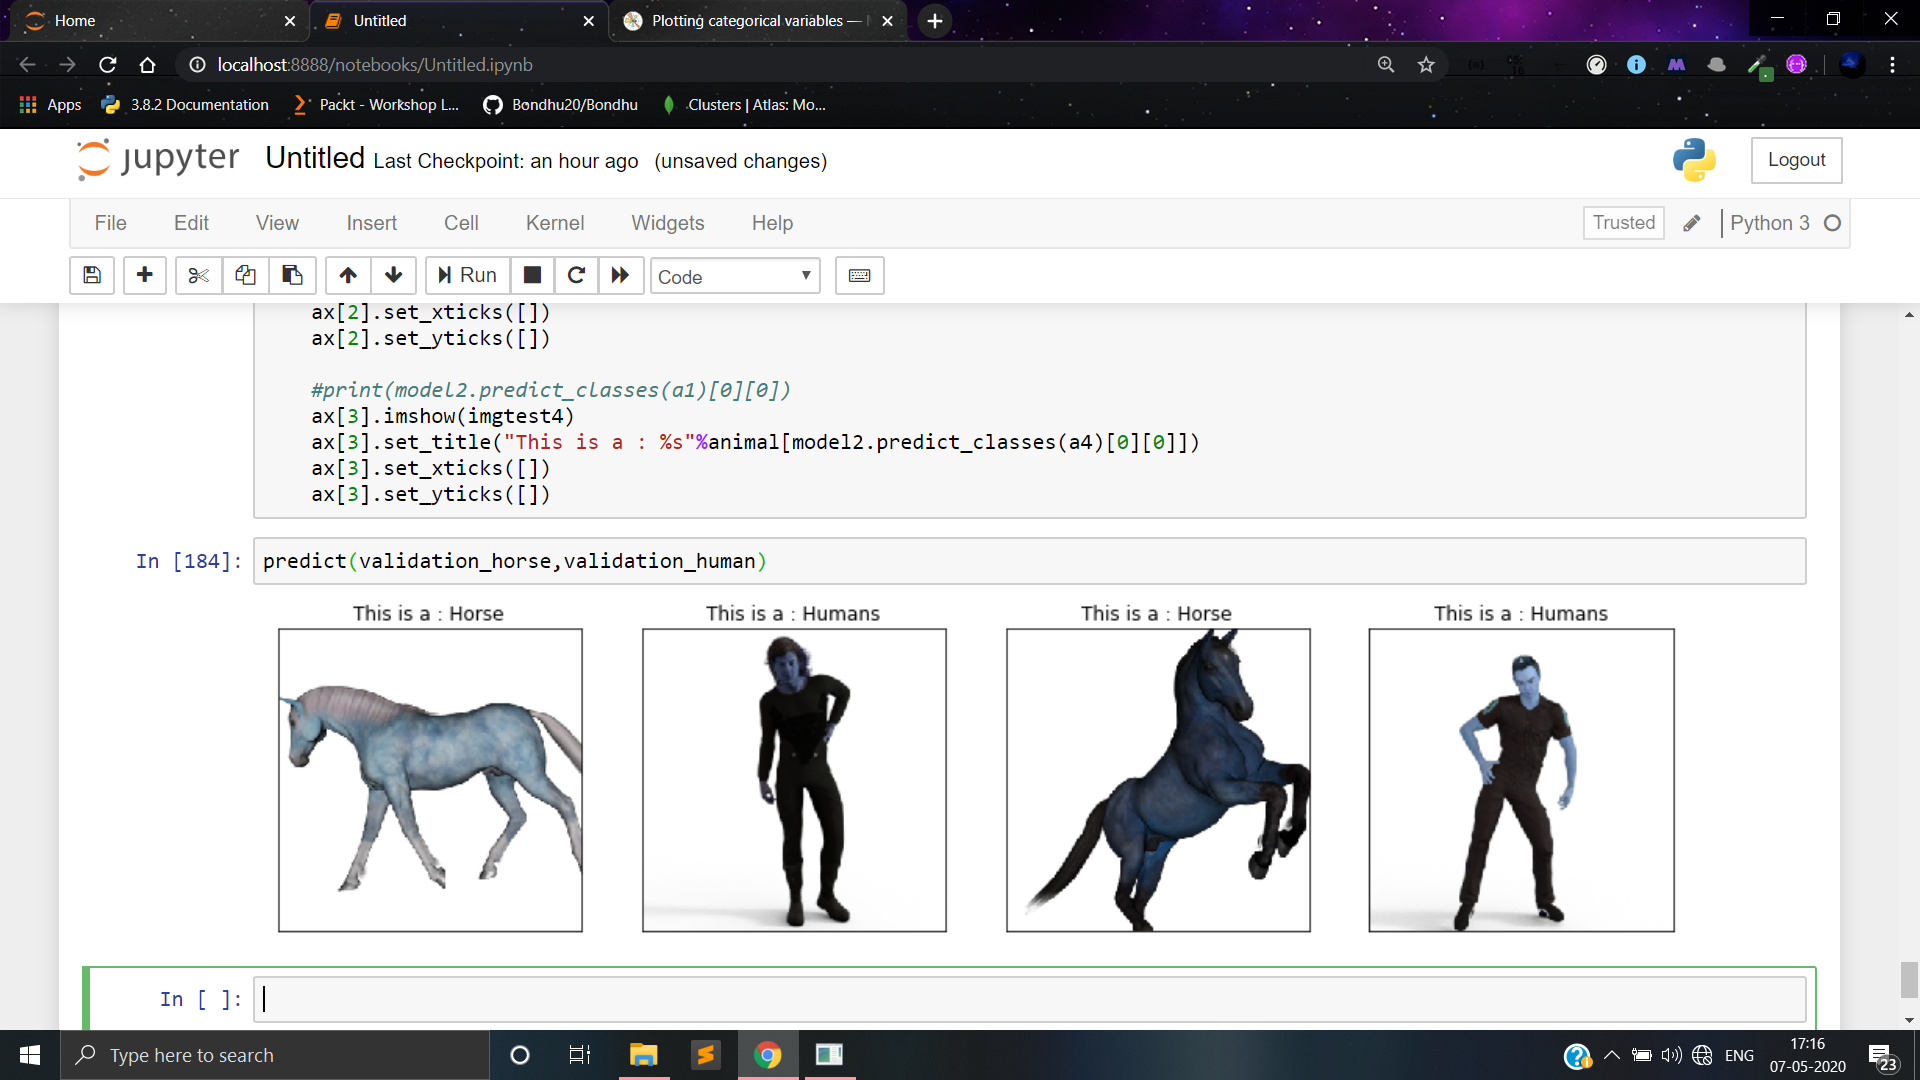 Home
Untitled
Plotting categorical variables —
localhost:8888/notebooks/Untitled.ipynb
Apps
3.8.2 Documentation
Packt - Workshop L...
Bondhu20/Bondhu
Clusters | Atlas: Mo...
jupyter Untitled Last Checkpoint: an hour ago (unsaved changes)
Logout
File Edit View Insert Cell Kernel Widgets Help
Trusted
Python 3
Run
Code
ax[2].set_xticks([])
ax[2].set_yticks([])
#print(model2.predict_classes(a1)[0][0])
ax[3].imshow(imgtest4)
ax[3].set_title("This is a : %s"%animal[model2.predict_classes(a4)[0][0]])
ax[3].set_xticks([])
ax[3].set_yticks([])
In [184]: predict(validation_horse,validation_human)
This is a : Horse
This is a : Humans
This is a : Horse
This is a : Humans
In [ ]:
Type here to search
ENG
17:16
07-05-2020
23